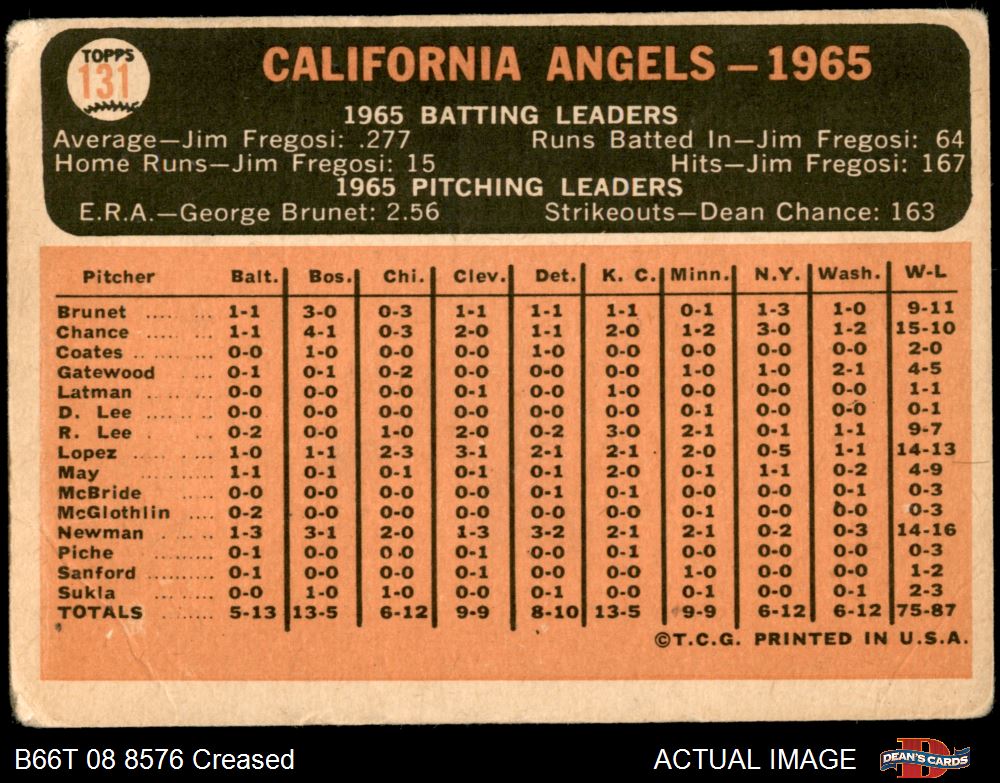 TOPPS
131
CALIFORNIA ANGELS – 1965
1965 BATTING LEADERS
Average—Jim Fregosi: .277 Runs Batted In—Jim Fregosi: 64
Home Runs—Jim Fregosi: 15 Hits—Jim Fregosi: 167
1965 PITCHING LEADERS
E.R.A.—George Brunet: 2.56 Strikeouts—Dean Chance: 163
Pitcher Balt. Bos. Chi. Clev. Det. K. C. Minn. N.Y. Wash. W-L
Brunet .... ...... 1-1 3-0 0-3 1-1 1-1 1-1 0-1 1-3 1-0 9-11
Chance .... ...... 1-1 4-1 0-3 2-0 1-1 2-0 1-2 3-0 1-2 15-10
Coates .. ........ 0-0 1-0 0-0 0-0 1-0 0-0 0-0 0-0 0-0 2-0
Gatewood .... 0-1 0-1 0-2 0-0 0-0 0-0 1-0 1-0 2-1 4-5
Latman .... ...... 0-0 0-0 0-0 0-1 0-0 1-0 0-0 0-0 0-0 1-1
D. Lee .... ...... 0-0 0-0 0-0 0-0 0-0 0-0 0-1 0-0 0-0 0-1
R. Lee . ...... 0-2 0-0 1-0 2-0 0-2 3-0 2-1 0-1 1-1 9-7
Lopez .... ...... 1-0 1-1 2-3 3-1 2-1 2-1 2-0 0-5 1-1 14-13
May .... ...... 1-1 0-1 0-1 0-1 0-1 2-0 0-1 1-1 0-2 4-9
McBride ...... 0-0 0-0 0-0 0-0 0-1 0-1 0-0 0-0 0-1 0-3
McGlothlin .... 0-2 0-0 0-0 0-0 0-0 0-0 0-1 0-0 0-0 0-3
Newman . ...... 1-3 3-1 2-0 1-3 3-2 2-1 2-1 0-2 0-3 14-16
Piche .... ...... 0-1 0-0 0-0 0-1 0-0 0-1 0-0 0-0 0-0 0-3
Sanford .......... 0-1 0-0 0-0 0-1 0-0 0-0 1-0 0-0 0-0 1-2
Sukla .... ...... 0-0 1-0 1-0 0-0 0-1 0-0 0-1 0-0 0-1 2-3
TOTALS ...... 5-13 13-5 6-12 9-9 8-10 13-5 9-9 6-12 6-12 75-87
©T.C.G. PRINTED IN U.S.A.
B66T 08 8576 Creased ACTUAL IMAGE
DEAN'S CARDS